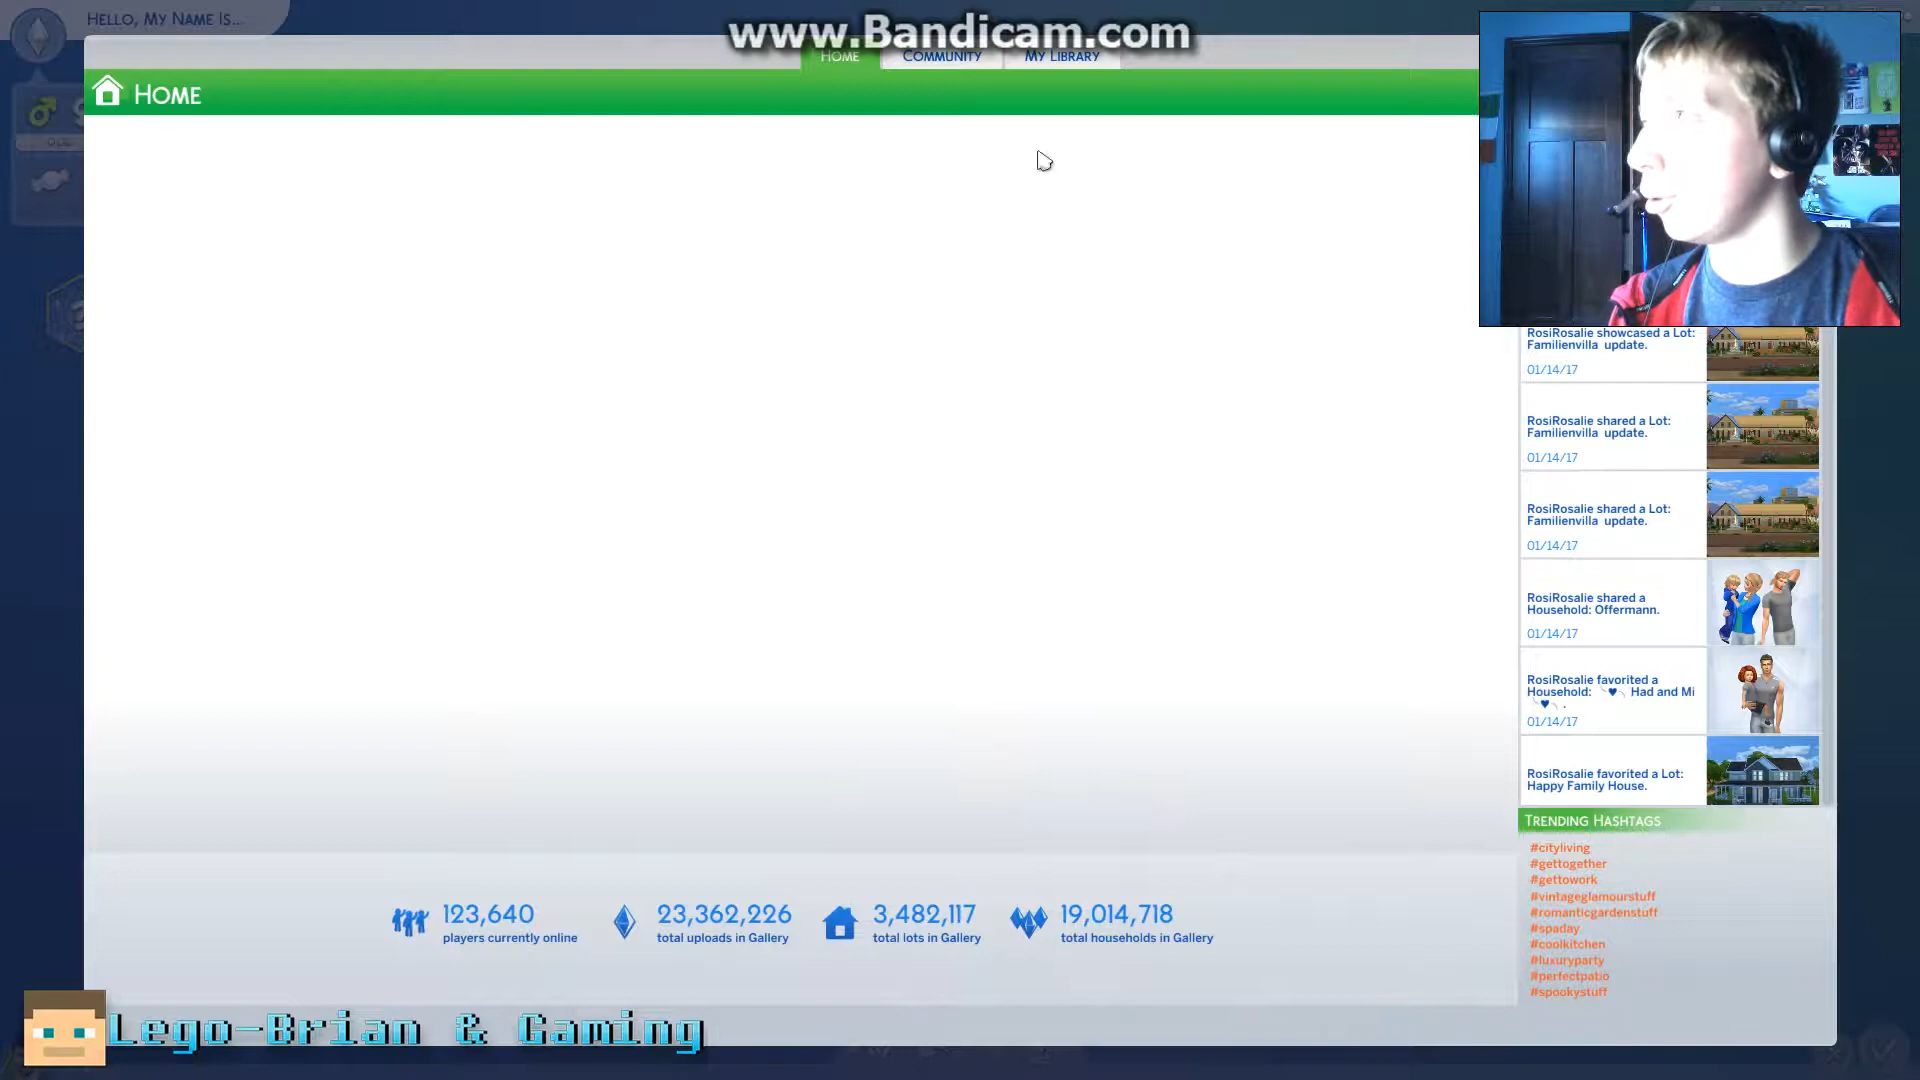 HELLO, MY NAME IS...
www.Bandicam.com
HOME
COMMUNITY
MY LIBRARY
HOME
RosiRosalie showcased a Lot:
Familienvilla update.
01/14/17
RosiRosalie shared a Lot:
Familienvilla update.
01/14/17
RosiRosalie shared a Lot:
Familienvilla update.
01/14/17
RosiRosalie shared a
Household: Offermann.
01/14/17
RosiRosalie favorited a
Household: ╰♥╮ Had and Mi
╰♥╮ .
01/14/17
RosiRosalie favorited a Lot:
Happy Family House.
TRENDING HASHTAGS
#cityliving
#gettogether
#gettowork
#vintageglamourstuff
#romanticgardenstuff
#spaday
#coolkitchen
#luxuryparty
#perfectpatio
#spookystuff
123,640
players currently online
23,362,226
total uploads in Gallery
3,482,117
total lots in Gallery
19,014,718
total households in Gallery
Lego-Brian & Gaming